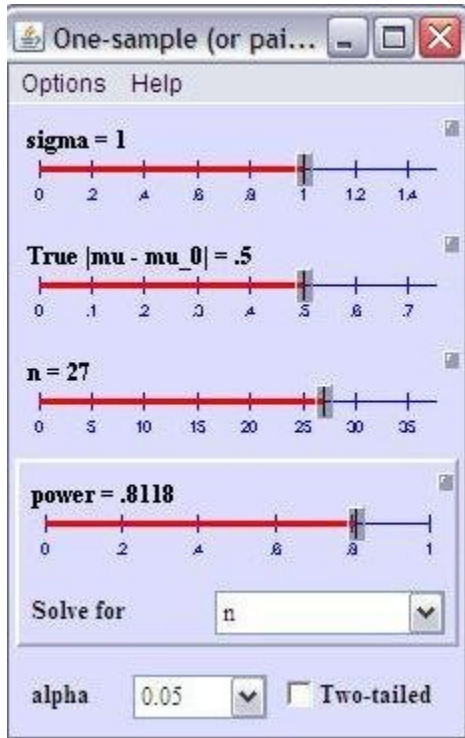 One-sample (or pai...
Options Help
sigma = 1
0 .2 .4 .6 .8 1 1.2 1.4
True |mu - mu_0| = .5
0 .1 .2 .3 .4 .5 .6 .7
n = 27
0 5 10 15 20 25 30 35
power = .8118
0 .2 .4 .6 .8 1
Solve for n
alpha 0.05 Two-tailed